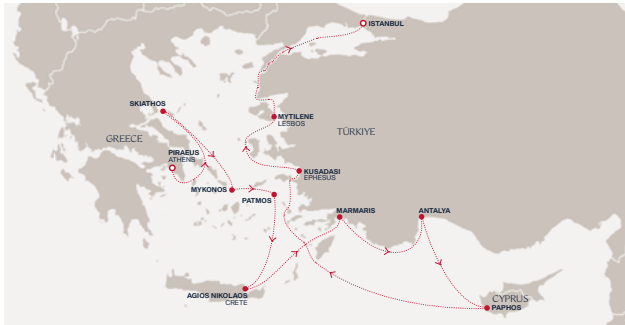 ISTANBUL
SKIATHOS
MYTILENE
LESBOS
TÜRKIYE
GREECE
PIRAEUS
ATHENS
KUSADASI
EPHESUS
MYKONOS
PATMOS
MARMARIS
ANTALYA
AGIOS NIKOLAOS
CRETE
CYPRUS
PAPHOS